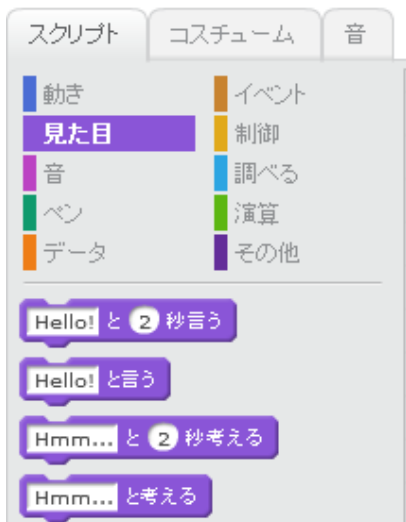 スクリプト コスチューム 音
動き イベント
見た目 制御
音 調べる
ペン 演算
データ その他
Hello! と 2 秒言う
Hello! と言う
Hmm... と 2 秒考える
Hmm... と考える